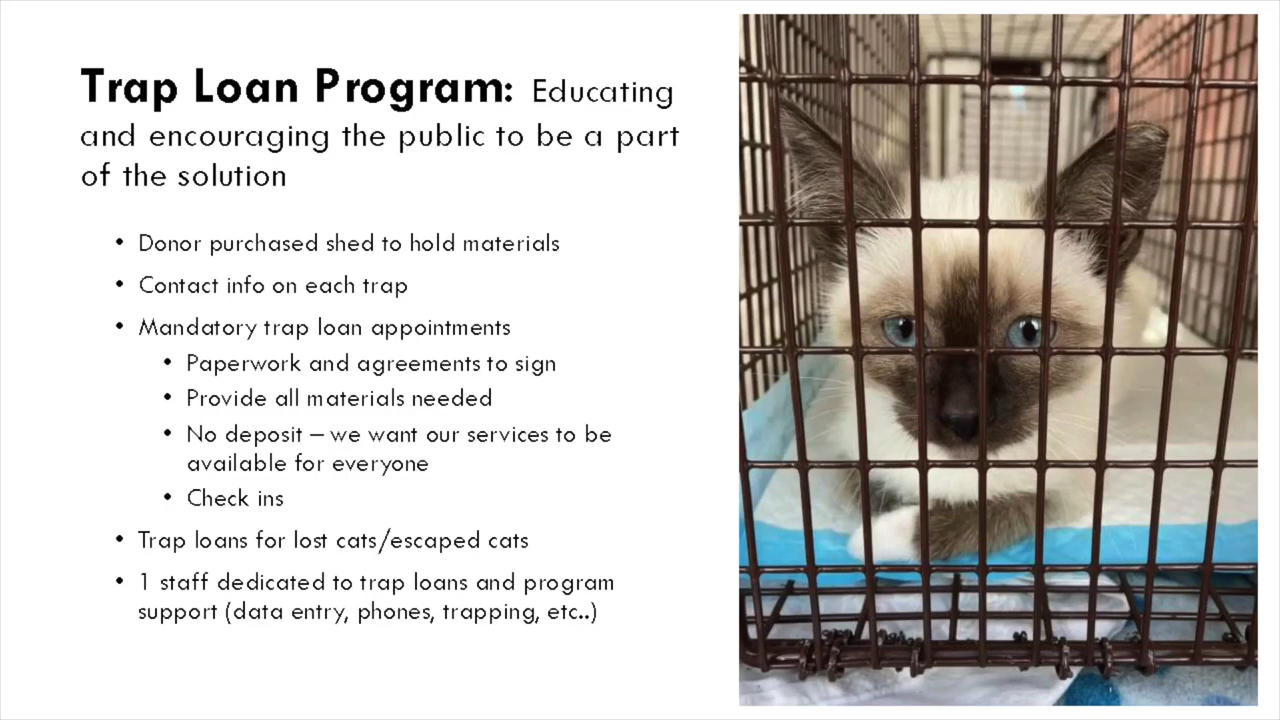 Trap Loan Program: Educating
and encouraging the public to be a part
of the solution
• Donor purchased shed to hold materials
• Contact info on each trap
• Mandatory trap loan appointments
• Paperwork and agreements to sign
• Provide all materials needed
• No deposit – we want our services to be
available for everyone
• Check ins
• Trap loans for lost cats/escaped cats
• 1 staff dedicated to trap loans and program
support (data entry, phones, trapping, etc..)